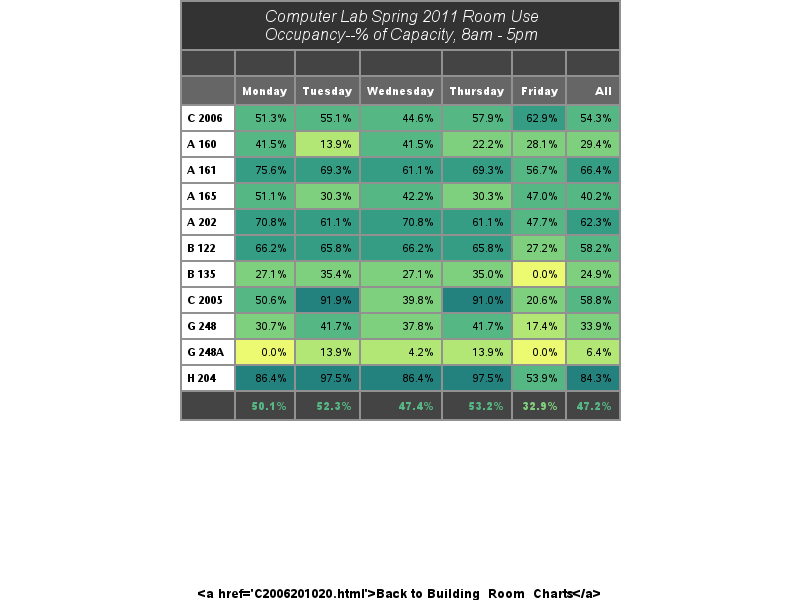 Computer Lab Spring 2011 Room Use
Occupancy--% of Capacity, 8am - 5pm
Monday Tuesday Wednesday Thursday Friday All
C 2006 51.3% 55.1% 44.6% 57.9% 62.9% 54.3%
A 160 41.5% 13.9% 41.5% 22.2% 28.1% 29.4%
A 161 75.6% 69.3% 61.1% 69.3% 56.7% 66.4%
A 165 51.1% 30.3% 42.2% 30.3% 47.0% 40.2%
A 202 70.8% 61.1% 70.8% 61.1% 47.7% 62.3%
B 122 66.2% 65.8% 66.2% 65.8% 27.2% 58.2%
B 135 27.1% 35.4% 27.1% 35.0% 0.0% 24.9%
C 2005 50.6% 91.9% 39.8% 91.0% 20.6% 58.8%
G 248 30.7% 41.7% 37.8% 41.7% 17.4% 33.9%
G 248A 0.0% 13.9% 4.2% 13.9% 0.0% 6.4%
H 204 86.4% 97.5% 86.4% 97.5% 53.9% 84.3%
50.1% 52.3% 47.4% 53.2% 32.9% 47.2%
<a href='C2006201020.html'>Back to Building_Room_Charts</a>